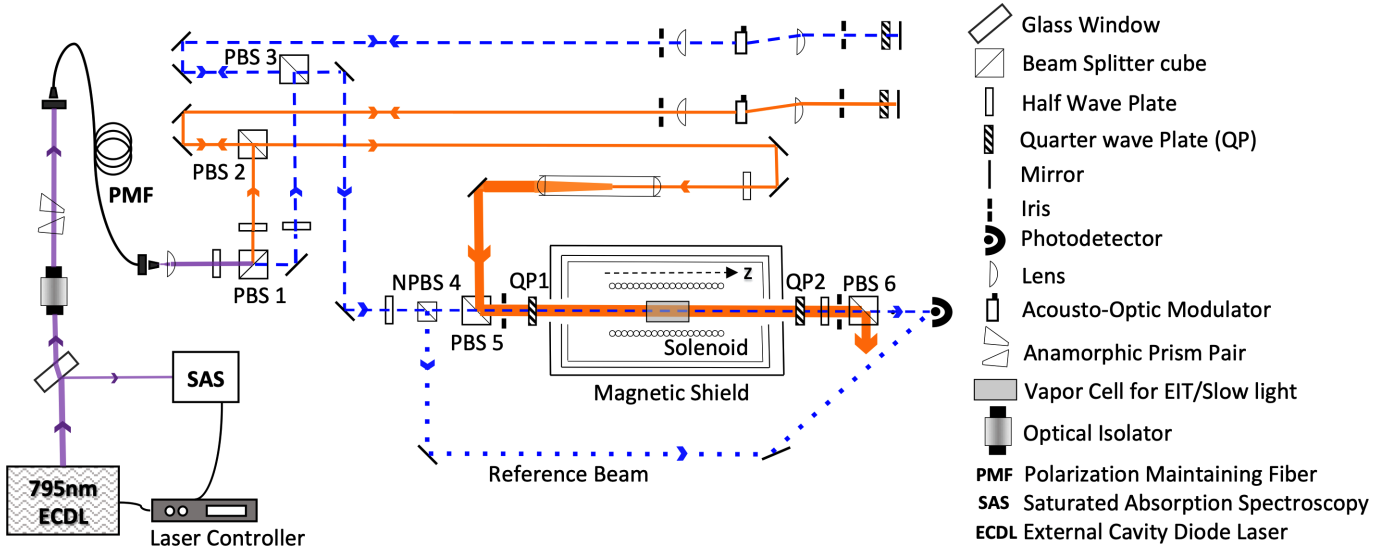 PBS 3
PBS 2
PMF
PBS 1
NPBS 4
QP1
z
QP2
PBS 6
PBS 5
Solenoid
Magnetic Shield
SAS
Reference Beam
795nm
ECDL
Laser Controller
Glass Window
Beam Splitter cube
Half Wave Plate
Quarter wave Plate (QP)
Mirror
Iris
Photodetector
Lens
Acousto-Optic Modulator
Anamorphic Prism Pair
Vapor Cell for EIT/Slow light
Optical Isolator
PMF Polarization Maintaining Fiber
SAS Saturated Absorption Spectroscopy
ECDL External Cavity Diode Laser